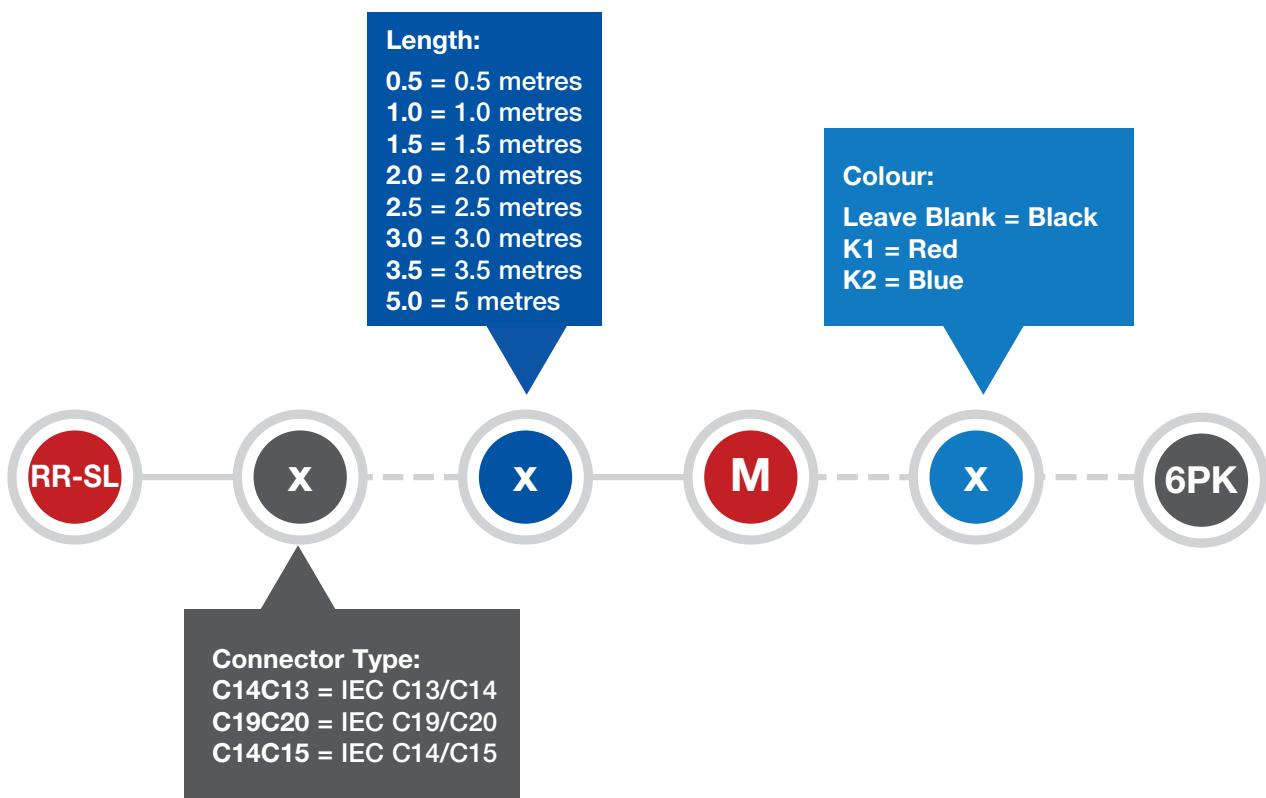 Length:
0.5 = 0.5 metres
1.0 = 1.0 metres
1.5 = 1.5 metres
2.0 = 2.0 metres
2.5 = 2.5 metres
3.0 = 3.0 metres
3.5 = 3.5 metres
5.0 = 5 metres
Colour:
Leave Blank = Black
K1 = Red
K2 = Blue
RR-SL x x M x 6PK
Connector Type:
C14C13 = IEC C13/C14
C19C20 = IEC C19/C20
C14C15 = IEC C14/C15